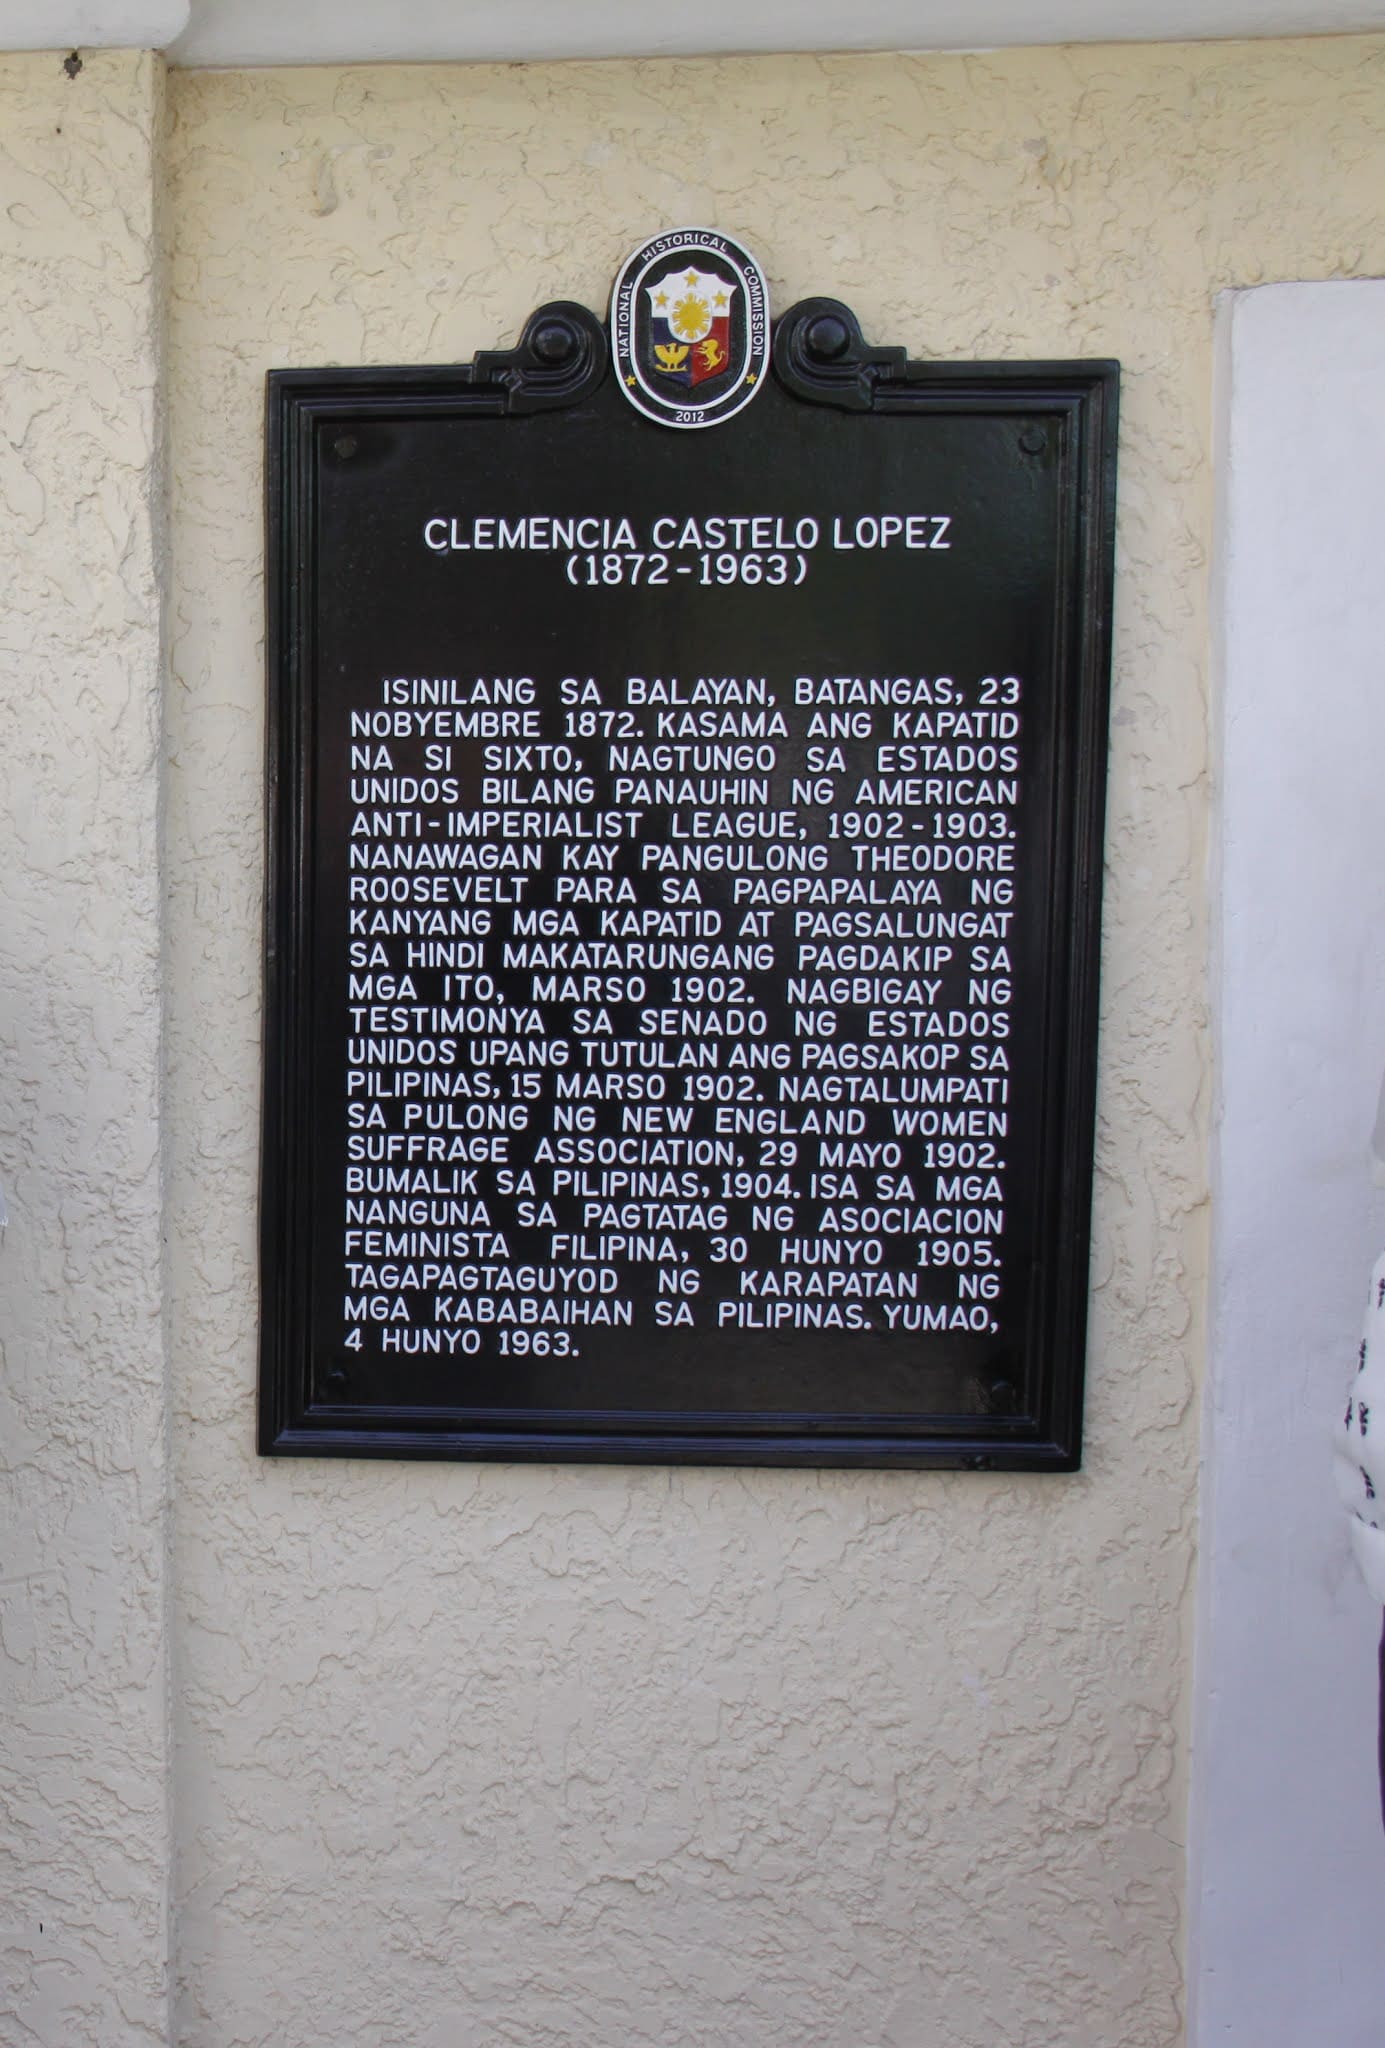 NATIONAL HISTORICAL COMMISSION
2012
CLEMENCIA CASTELO LOPEZ
(1872-1963)
ISINILANG SA BALAYAN, BATANGAS, 23
NOBYEMBRE 1872. KASAMA ANG KAPATID
NA SI SIXTO, NAGTUNGO SA ESTADOS
UNIDOS BILANG PANAUHIN NG AMERICAN
ANTI-IMPERIALIST LEAGUE, 1902-1903.
NANAWAGAN KAY PANGULONG THEODORE
ROOSEVELT PARA SA PAGPAPALAYA NG
KANYANG MGA KAPATID AT PAGSALUNGAT
SA HINDI MAKATARUNGANG PAGDAKIP SA
MGA ITO, MARSO 1902. NAGBIGAY NG
TESTIMONYA SA SENADO NG ESTADOS
UNIDOS UPANG TUTULAN ANG PAGSAKOP SA
PILIPINAS, 15 MARSO 1902. NAGTALUMPATI
SA PULONG NG NEW ENGLAND WOMEN
SUFFRAGE ASSOCIATION, 29 MAYO 1902.
BUMALIK SA PILIPINAS, 1904. ISA SA MGA
NANGUNA SA PAGTATAG NG ASOCIACION
FEMINISTA FILIPINA, 30 HUNYO 1905.
TAGAPAGTAGUYOD NG KARAPATAN NG
MGA KABABAIHAN SA PILIPINAS. YUMAO,
4 HUNYO 1963.